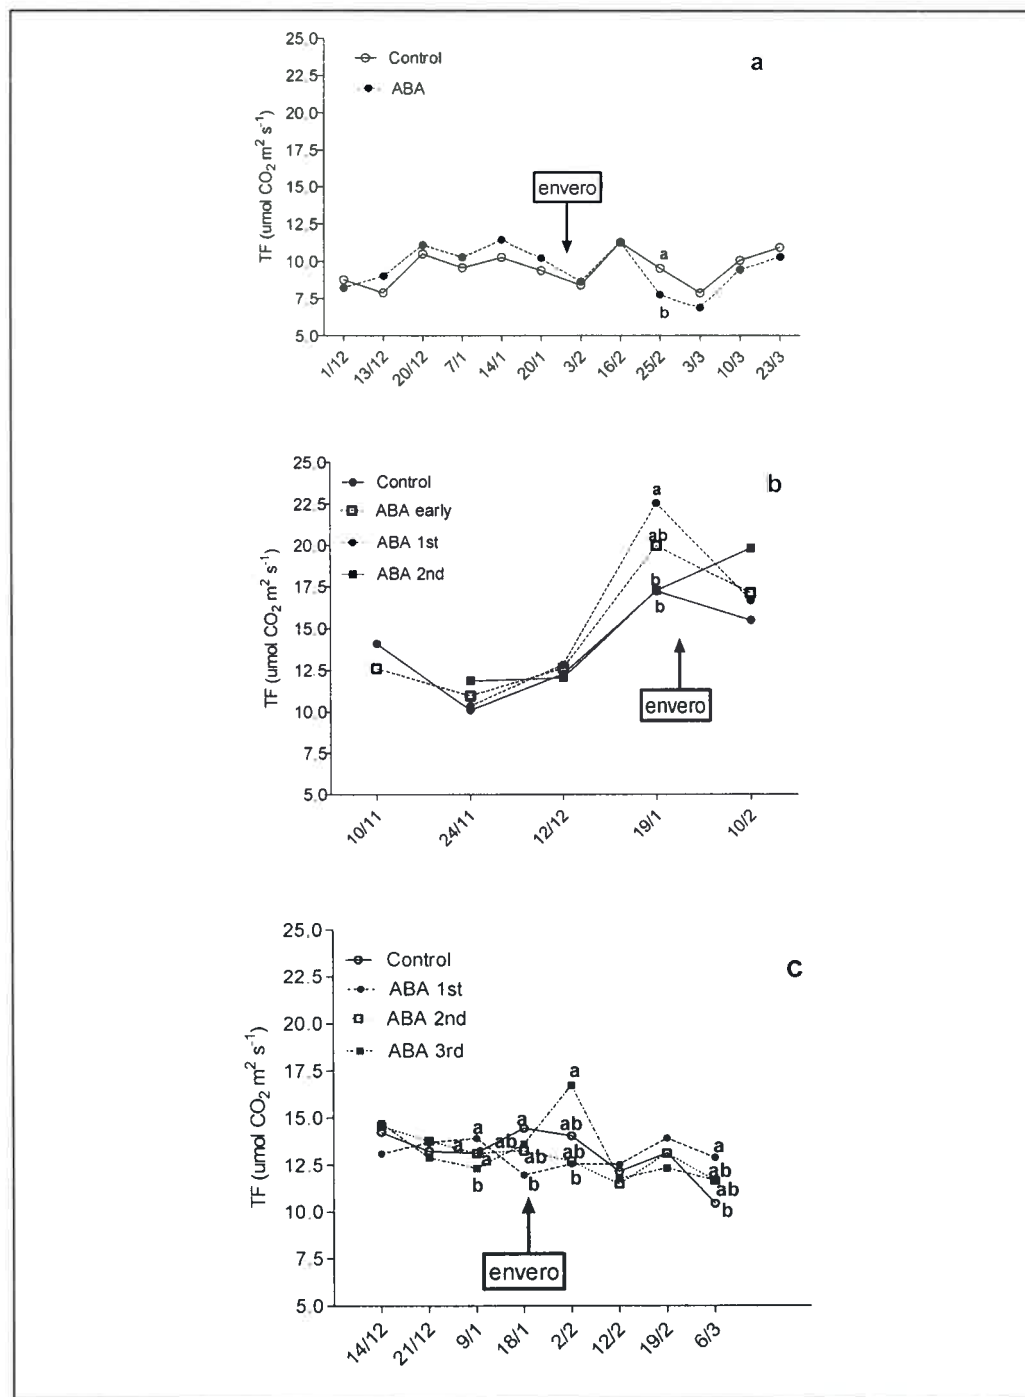 25.0
22.5
20.0
17.5
15.0
12.5
10.0
7.5
5.0
TF (umol CO2 m² s⁻¹)
Control
ABA
a
envero
a
b
1/12 13/12 20/12 7/1 14/1 20/1 3/2 16/2 25/2 3/3 10/3 23/3
25.0
22.5
20.0
17.5
15.0
12.5
10.0
7.5
5.0
TF (umol CO2 m² s⁻¹)
Control
ABA early
ABA 1st
ABA 2nd
b
a
ab
b
b
envero
10/11 24/11 12/12 19/1 10/2
25.0
22.5
20.0
17.5
15.0
12.5
10.0
7.5
5.0
TF (umol CO2 m² s⁻¹)
Control
ABA 1st
ABA 2nd
ABA 3rd
c
a
a
a
b
a
ab
ab
b
a
ab
ab
b
a
ab
ab
b
envero
14/12 21/12 9/1 18/1 2/2 12/2 19/2 6/3